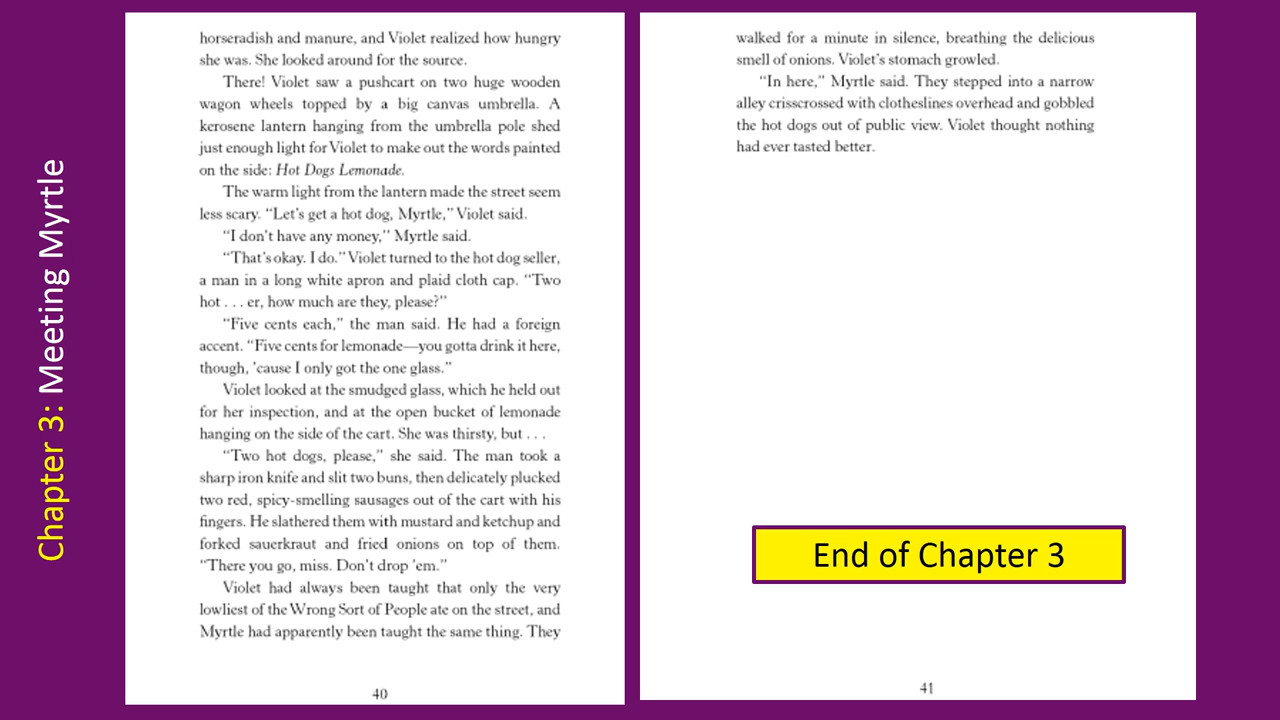 Chapter 3: Meeting Myrtle
horseradish and manure, and Violet realized how hungry
she was. She looked around for the source.
There! Violet saw a pushcart on two huge wooden
wagon wheels topped by a big canvas umbrella. A
kerosene lantern hanging from the umbrella pole shed
just enough light for Violet to make out the words painted
on the side: Hot Dogs Lemonade.
The warm light from the lantern made the street seem
less scary. “Let’s get a hot dog, Myrtle,” Violet said.
“I don’t have any money,” Myrtle said.
“That’s okay. I do.” Violet turned to the hot dog seller,
a man in a long white apron and plaid cloth cap. “Two
hot . . . er, how much are they, please?”
“Five cents each,” the man said. He had a foreign
accent. “Five cents for lemonade—you gotta drink it here,
though, ’cause I only got the one glass.”
Violet looked at the smudged glass, which he held out
for her inspection, and at the open bucket of lemonade
hanging on the side of the cart. She was thirsty, but . . .
“Two hot dogs, please,” she said. The man took a
sharp iron knife and slit two buns, then delicately plucked
two red, spicy-smelling sausages out of the cart with his
fingers. He slathered them with mustard and ketchup and
forked sauerkraut and fried onions on top of them.
“There you go, miss. Don’t drop ’em.”
Violet had always been taught that only the very
lowliest of the Wrong Sort of People ate on the street, and
Myrtle had apparently been taught the same thing. They
40
walked for a minute in silence, breathing the delicious
smell of onions. Violet’s stomach growled.
“In here,” Myrtle said. They stepped into a narrow
alley crisscrossed with clotheslines overhead and gobbled
the hot dogs out of public view. Violet thought nothing
had ever tasted better.
End of Chapter 3
41